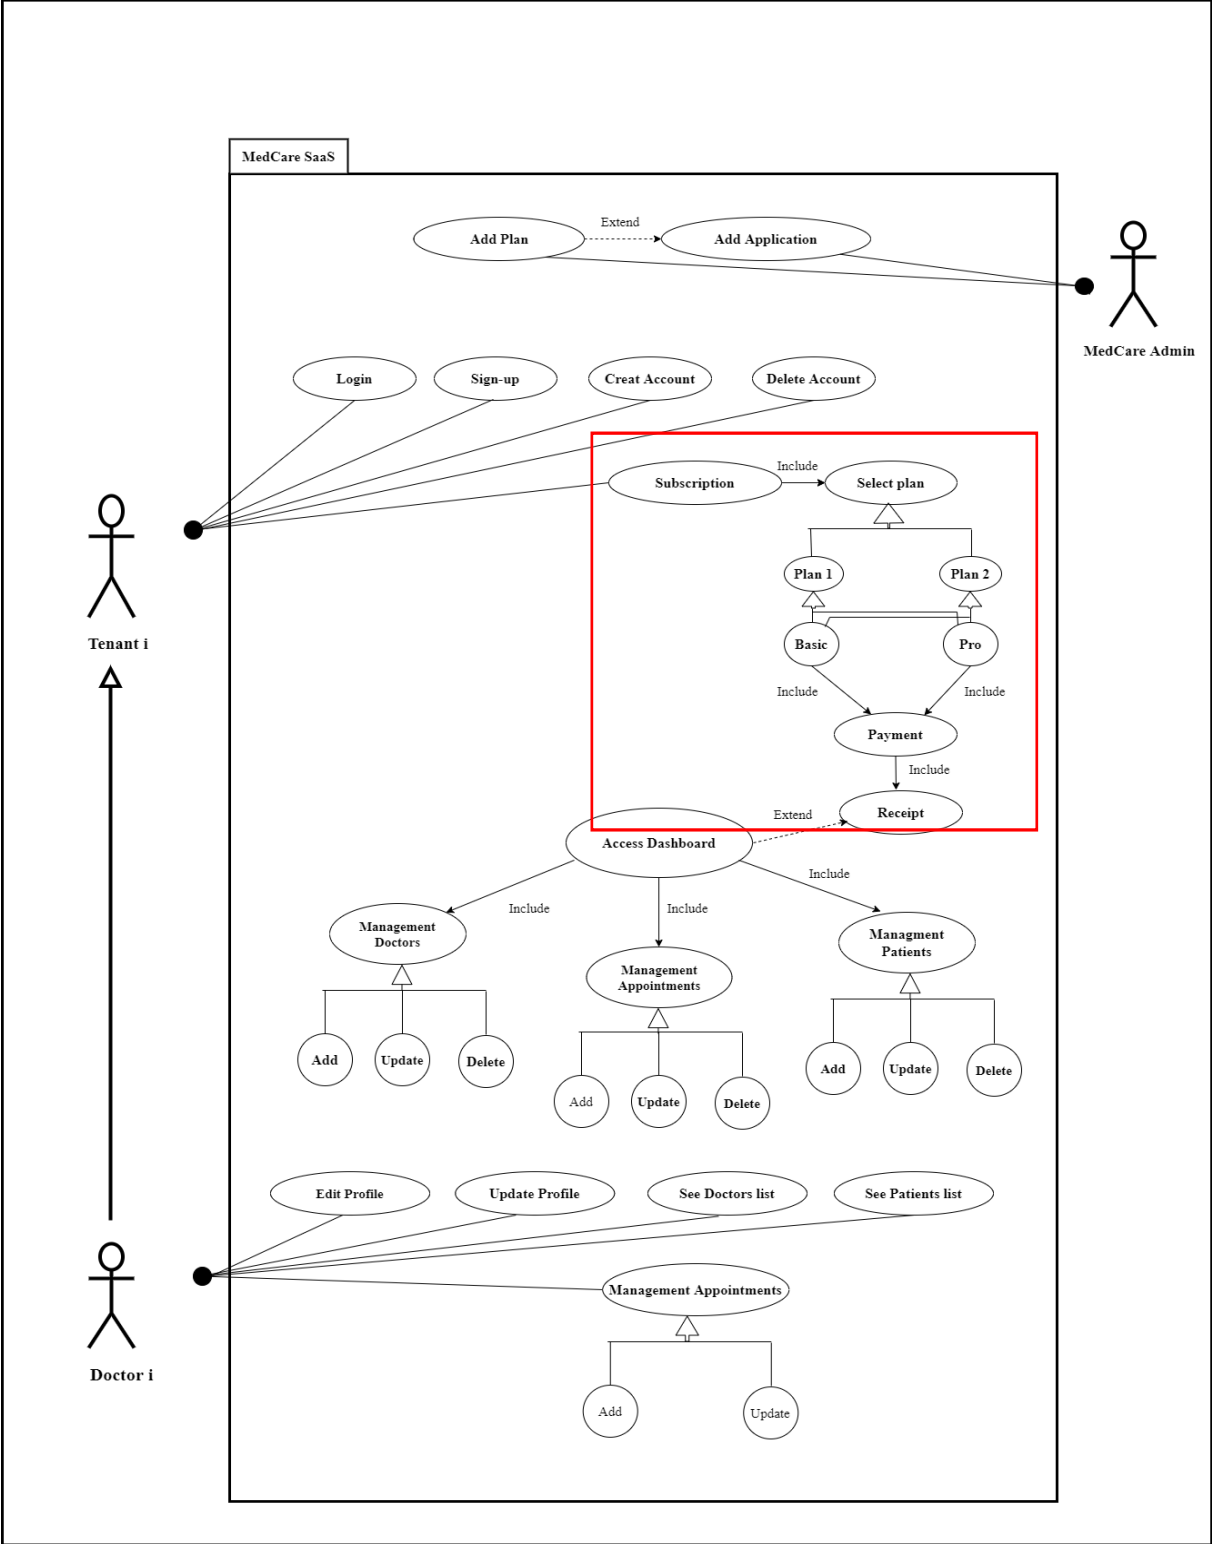 MedCare SaaS
Extend
Add Plan
Add Application
MedCare Admin
Login
Sign-up
Creat Account
Delete Account
Include
Subscription
Select plan
Plan 1
Plan 2
Tenant i
Basic
Pro
Include
Include
Payment
Include
Extend
Receipt
Access Dashboard
Include
Include
Include
Management
Doctors
Management
Appointments
Managment
Patients
Add
Update
Delete
Add
Update
Delete
Add
Update
Delete
Edit Profile
Update Profile
See Doctors list
See Patients list
Management Appointments
Doctor i
Add
Update